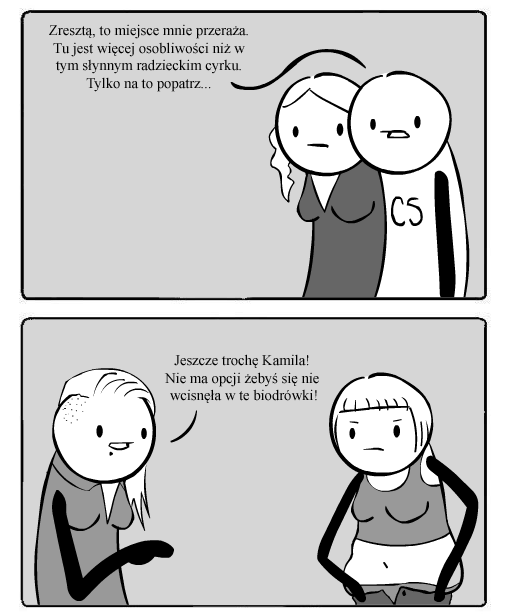 Zresztą, to miejsce mnie przeraża.
Tu jest więcej osobliwości niż w
tym słynnym radzieckim cyrku.
Tylko na to popatrz...
CS
Jeszcze trochę Kamila!
Nie ma opcji żebyś się nie
wcisnęła w te biodrówki!